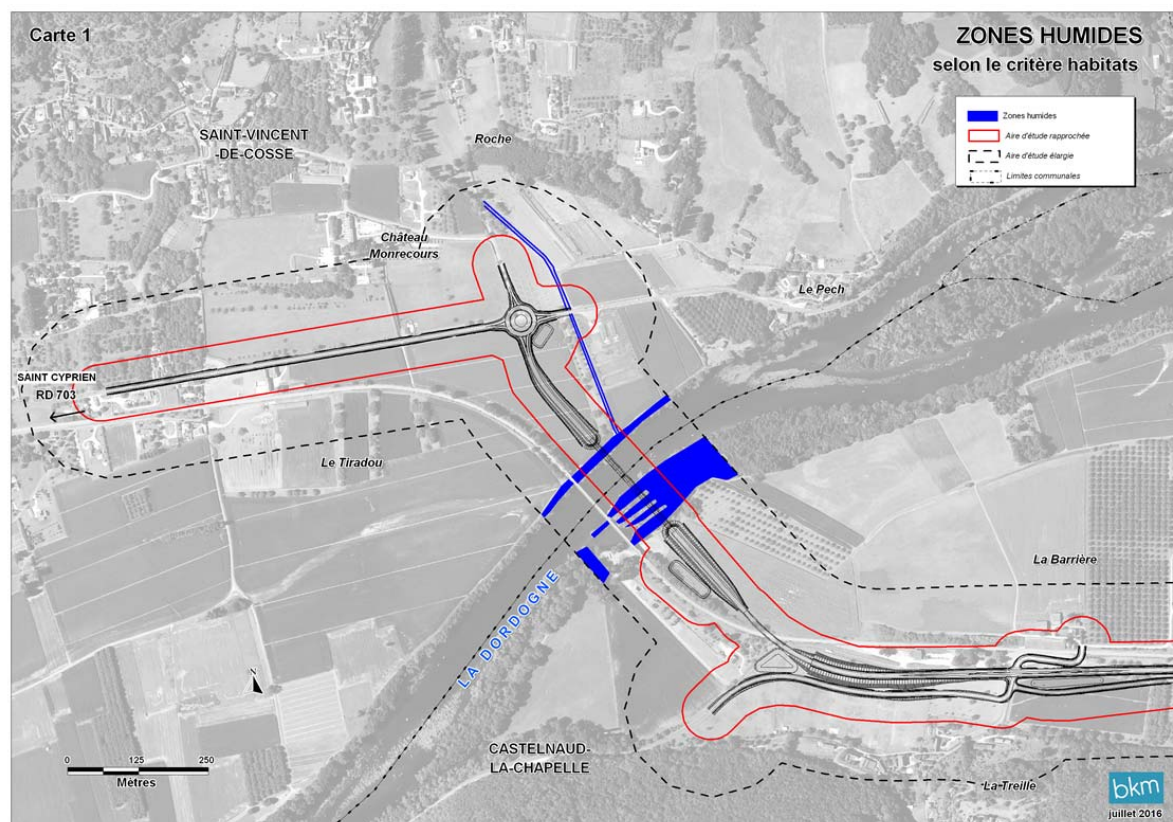 Carte 1
ZONES HUMIDES
selon le critère habitats
Zones humides
Aire d'étude rapprochée
Aire d'étude élargie
Limites communales
SAINT-VINCENT
-DE-COSSE
Roche
Château
Monrecours
Le Pech
SAINT CYPRIEN
RD 703
Le Tiradou
La Barrière
LA DORDOGNE
N
0 125 250
Mètres
CASTELNAUD-
LA-CHAPELLE
La Treille
bkm
juillet 2016